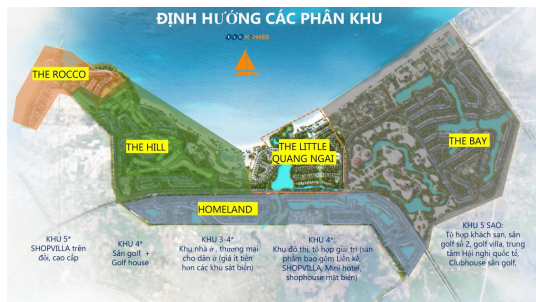 ĐỊNH HƯỚNG CÁC PHÂN KHU
HOMES
THE ROCCO
THE HILL
THE LITTLE
QUANG NGAI
THE BAY
HOMELAND
KHU 5*
SHOPVILLA trên
đồi, cao cấp
KHU 4*
Sân golf +
Golf house
KHU 3-4*
Khu nhà ở , thương mại
cho dân ở (giá ít tiền
hơn các khu sát biển)
KHU 4*:
Khu đô thị, tổ hợp giải trí (sản
phẩm bao gồm Liền kề,
SHOPVILLA, Mini hotel,
shophouse mặt biển)
KHU 5 SAO:
Tổ hợp khách sạn, sân
golf số 2, golf villa, trung
tâm Hội nghị quốc tế,
Clubhouse sân golf,